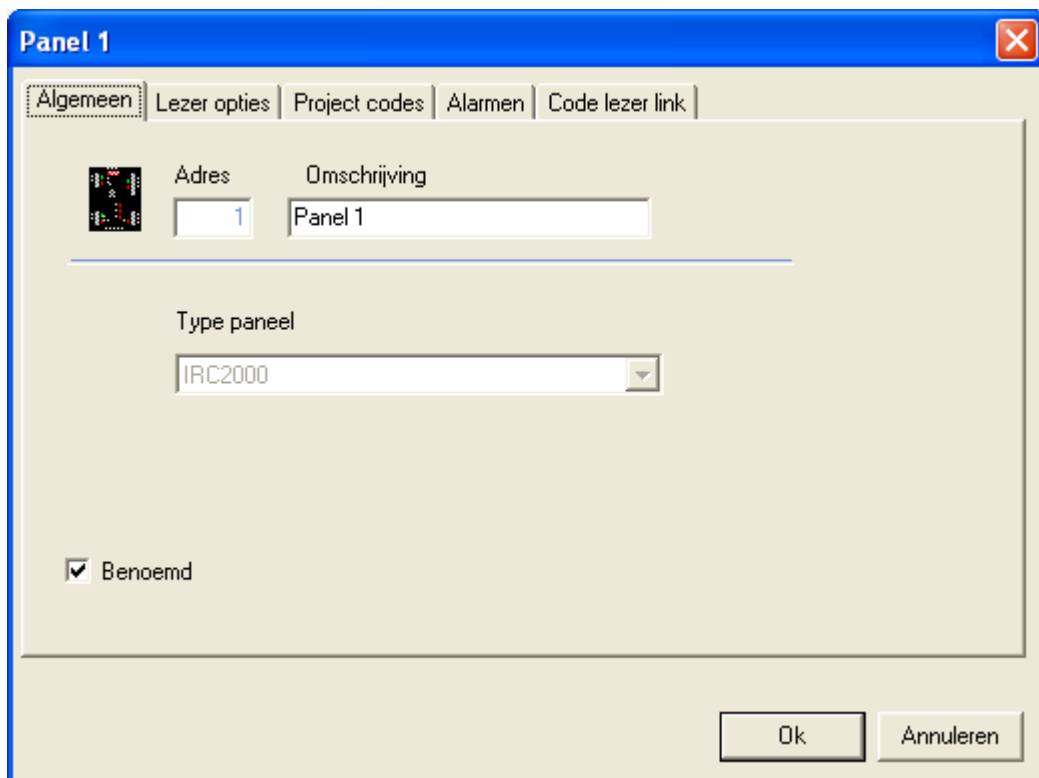 Panel 1
Algemeen Lezer opties Project codes Alarmen Code lezer link
Adres Omschrijving
1 Panel 1
Type paneel
IRC2000
Benoemd
Ok Annuleren